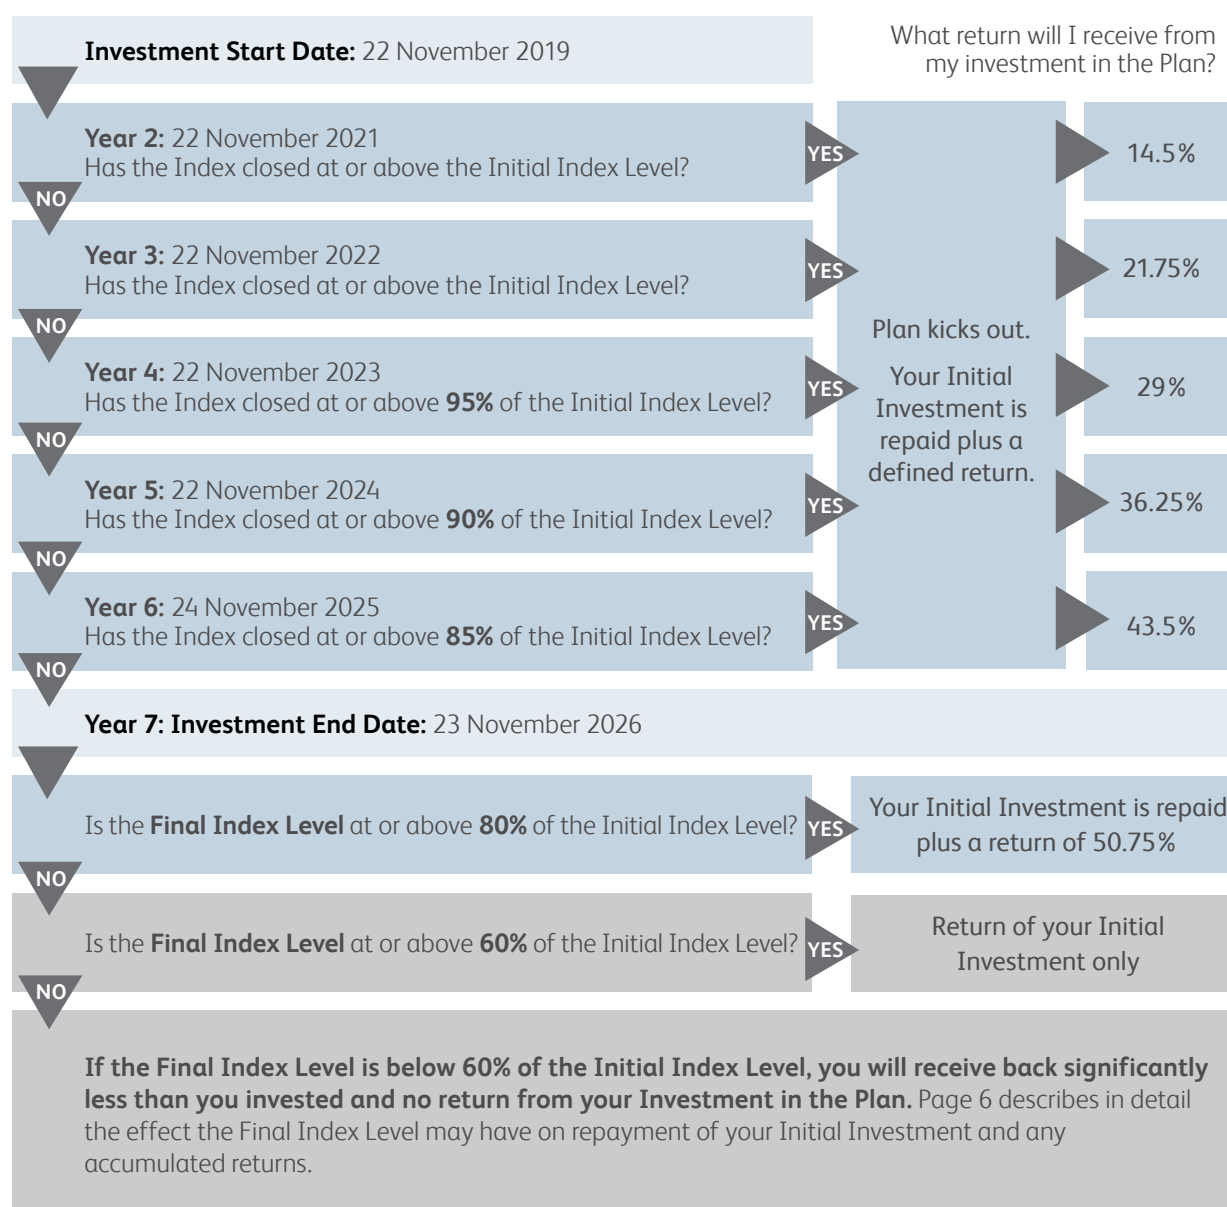 Investment Start Date: 22 November 2019
What return will I receive from
my investment in the Plan?
Year 2: 22 November 2021
Has the Index closed at or above the Initial Index Level?
YES
14.5%
NO
Year 3: 22 November 2022
Has the Index closed at or above the Initial Index Level?
YES
21.75%
NO
Year 4: 22 November 2023
Has the Index closed at or above 95% of the Initial Index Level?
YES
29%
NO
Year 5: 22 November 2024
Has the Index closed at or above 90% of the Initial Index Level?
YES
36.25%
NO
Year 6: 24 November 2025
Has the Index closed at or above 85% of the Initial Index Level?
YES
43.5%
NO
Plan kicks out.
Your Initial
Investment is
repaid plus a
defined return.
Year 7: Investment End Date: 23 November 2026
Is the Final Index Level at or above 80% of the Initial Index Level?
YES
Your Initial Investment is repaid
plus a return of 50.75%
NO
Is the Final Index Level at or above 60% of the Initial Index Level?
YES
Return of your Initial
Investment only
NO
If the Final Index Level is below 60% of the Initial Index Level, you will receive back significantly
less than you invested and no return from your Investment in the Plan. Page 6 describes in detail
the effect the Final Index Level may have on repayment of your Initial Investment and any
accumulated returns.